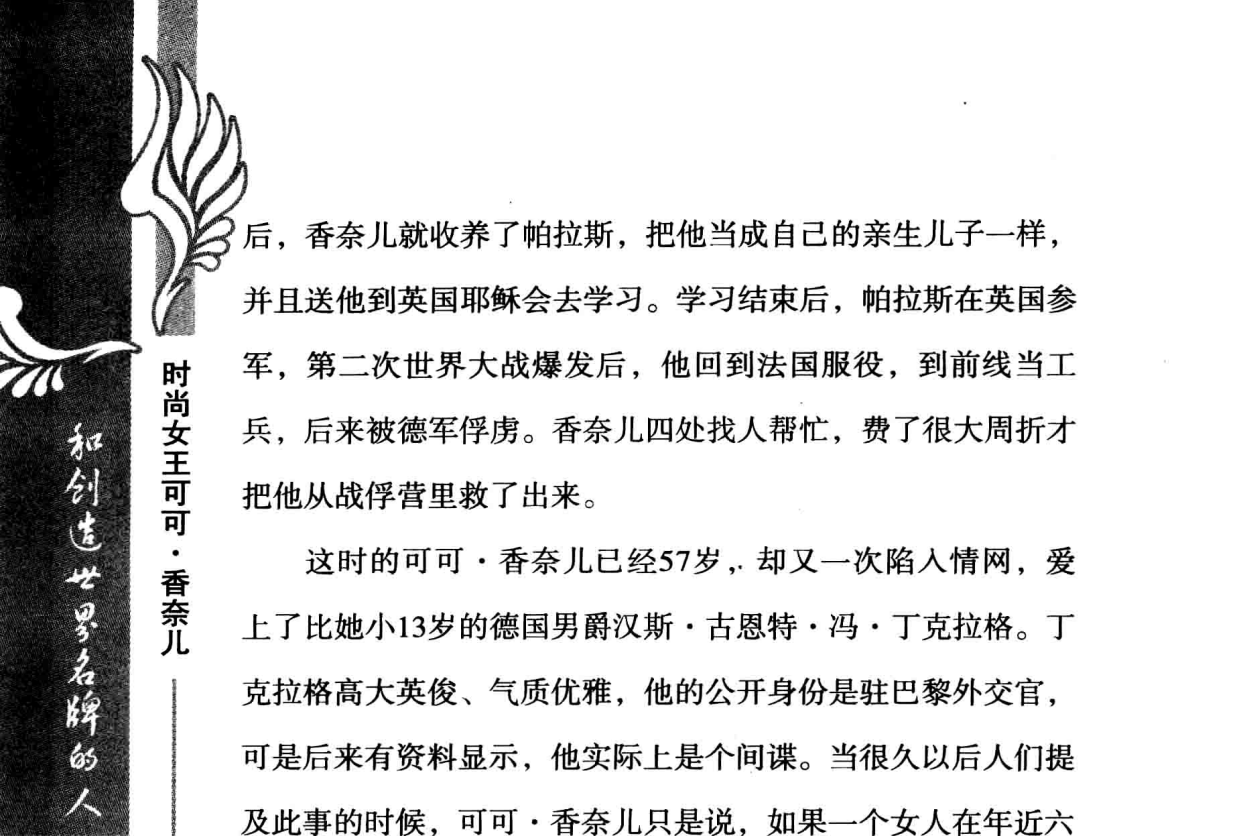 后，香奈儿就收养了帕拉斯，把他当成自己的亲生儿子一样，
并且送他到英国耶稣会去学习。学习结束后，帕拉斯在英国参
军，第二次世界大战爆发后，他回到法国服役，到前线当工
兵，后来被德军俘虏。香奈儿四处找人帮忙，费了很大周折才
把他从战俘营里救了出来。
这时的可可·香奈儿已经57岁，却又一次陷入情网，爱
上了比她小13岁的德国男爵汉斯·古恩特·冯·丁克拉格。丁
克拉格高大英俊、气质优雅，他的公开身份是驻巴黎外交官，
可是后来有资料显示，他实际上是个间谍。当很久以后人们提
及此事的时候，可可·香奈儿只是说，如果一个女人在年近六
时尚女王可可·香奈儿
和创造世界名牌的人